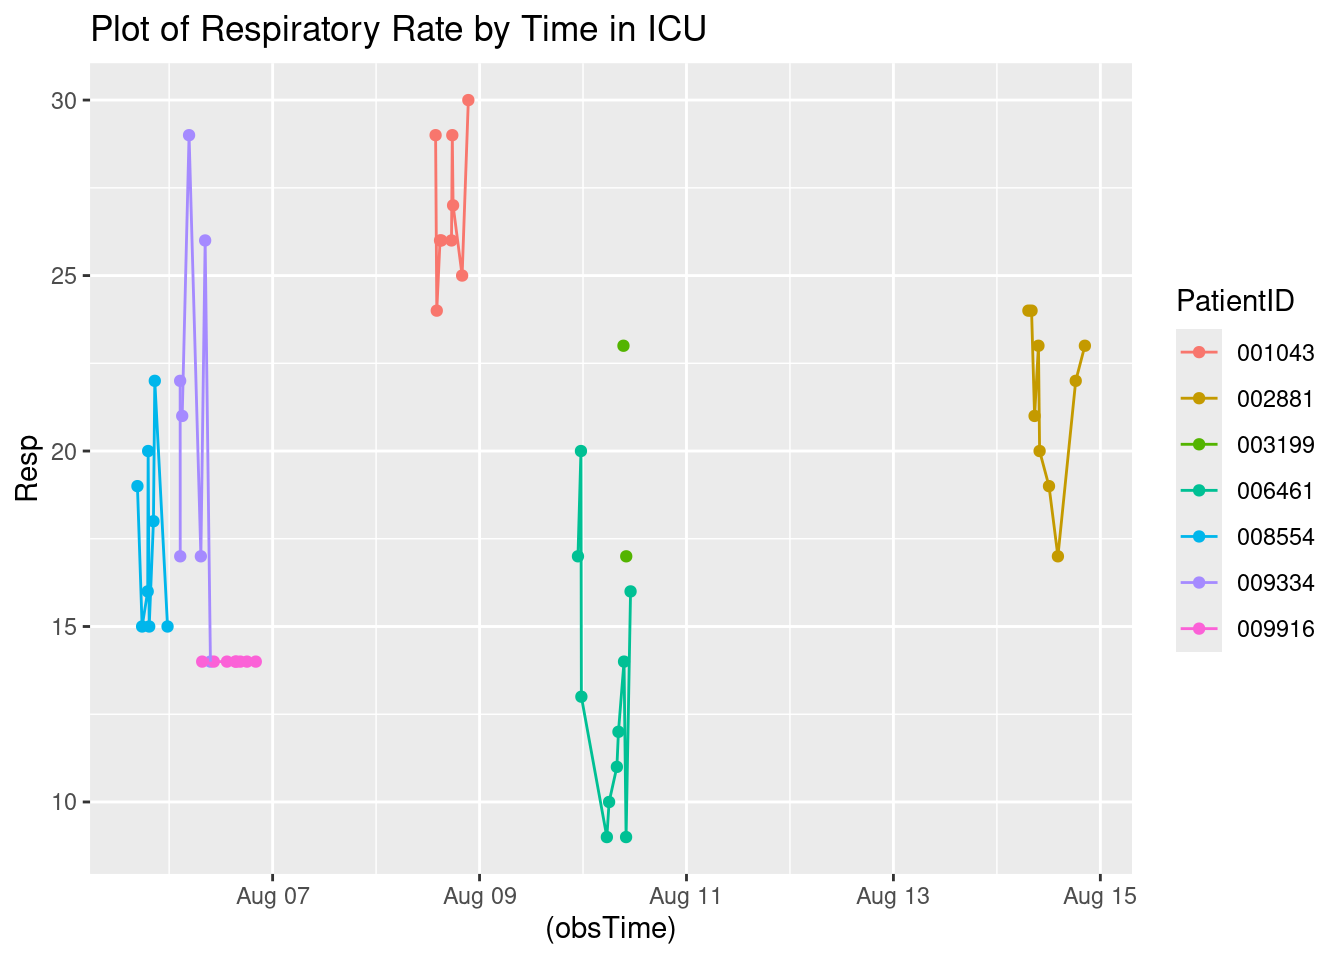 Plot of Respiratory Rate by Time in ICU
30
25
20
15
10
Resp
Aug 07
Aug 09
Aug 11
Aug 13
Aug 15
(obsTime)
PatientID
001043
002881
003199
006461
008554
009334
009916